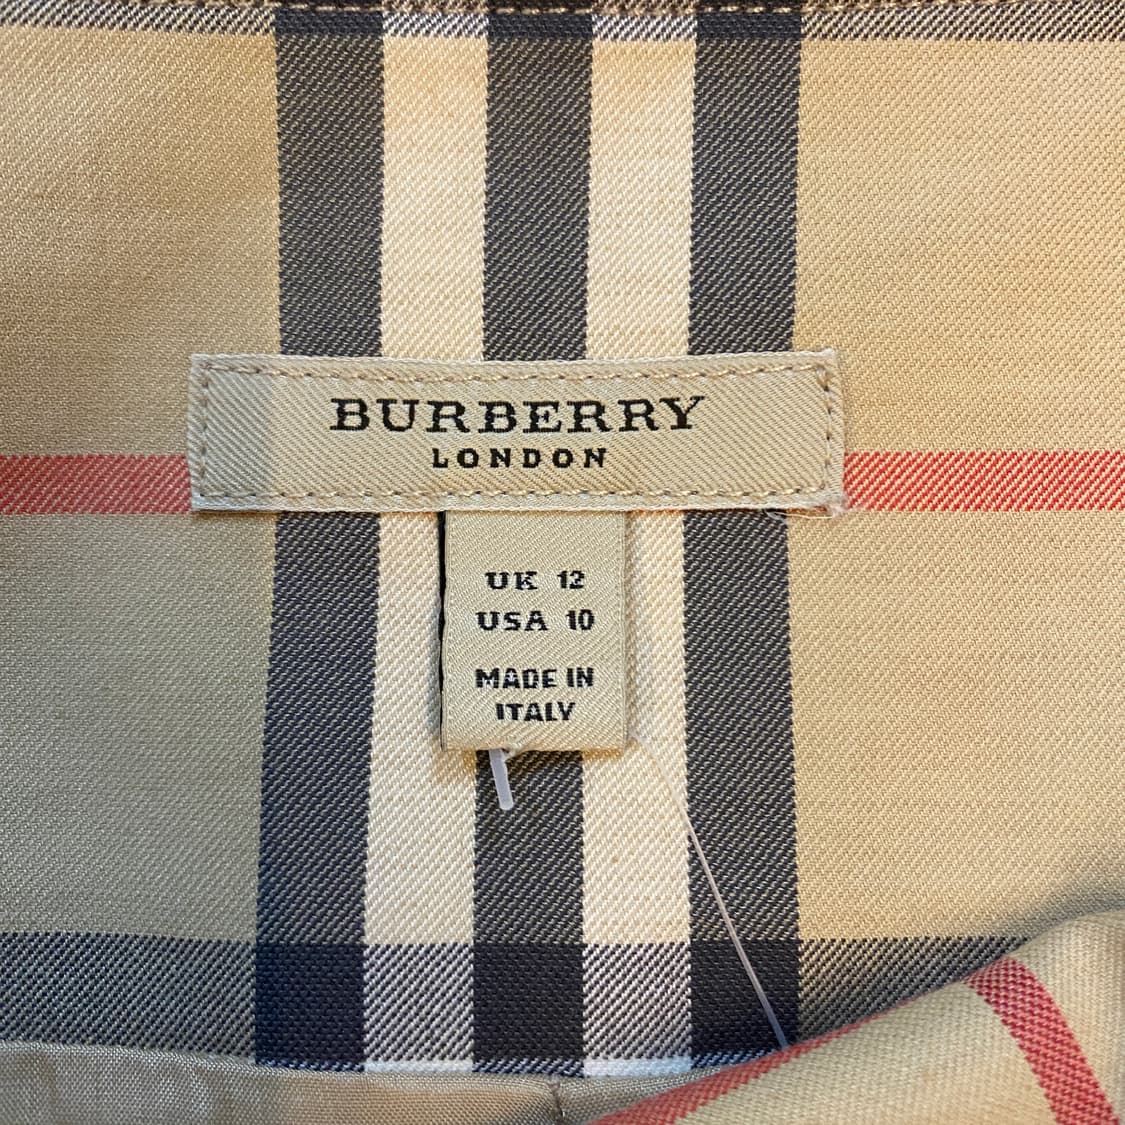 BURBERRY
LONDON
UK 12
USA 10
MADE IN
ITALY